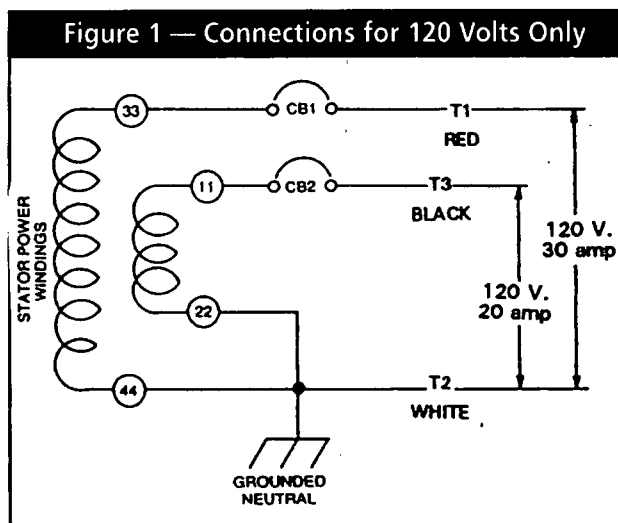 Figure 1 — Connections for 120 Volts Only
33
CB1
T1
RED
11
CB2
T3
BLACK
120 V.
30 amp
STATOR POWER
WINDINGS
120 V.
20 amp
22
44
T2
WHITE
GROUNDED
NEUTRAL